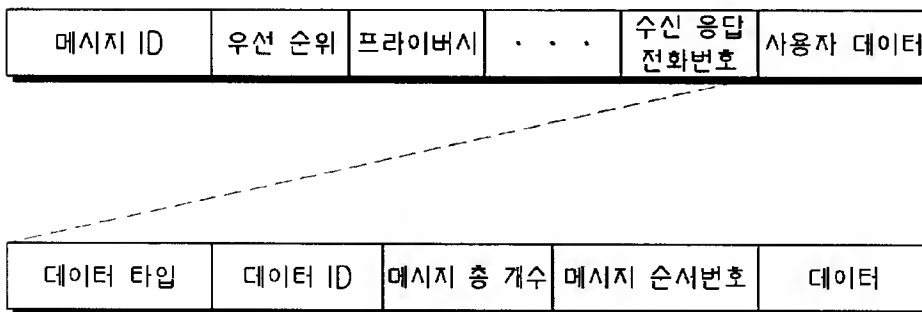 메시지 ID 우선 순위 프라이버시 · · · 수신 응답 전화번호 사용자 데이터
데이터 타입 데이터 ID 메시지 총 개수 메시지 순서번호 데이터